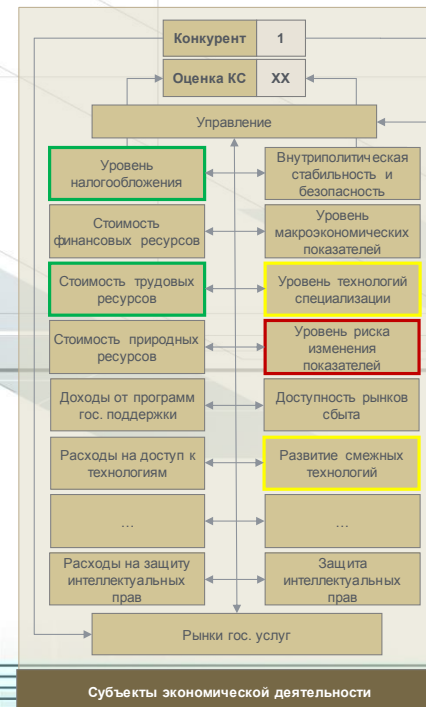 Конкурент 1
Оценка КС XX
Управление
Уровень
налогообложения
Внутриполитическая
стабильность и
безопасность
Стоимость
финансовых ресурсов
Уровень
макроэкономических
показателей
Стоимость трудовых
ресурсов
Уровень технологий
специализации
Стоимость природных
ресурсов
Уровень риска
изменения
показателей
Доходы от программ
гос. поддержки
Доступность рынков
сбыта
Расходы на доступ к
технологиям
Развитие смежных
технологий
...
...
Расходы на защиту
интеллектуальных
прав
Защита
интеллектуальных
прав
Рынки гос. услуг
Субъекты экономической деятельности